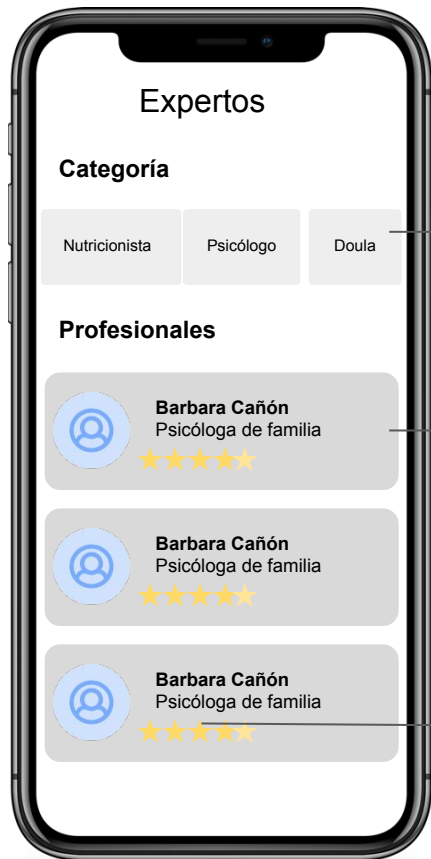 Expertos
Categoría
Nutricionista Psicólogo Doula
Profesionales
Barbara Cañón
Psicóloga de familia
Barbara Cañón
Psicóloga de familia
Barbara Cañón
Psicóloga de familia